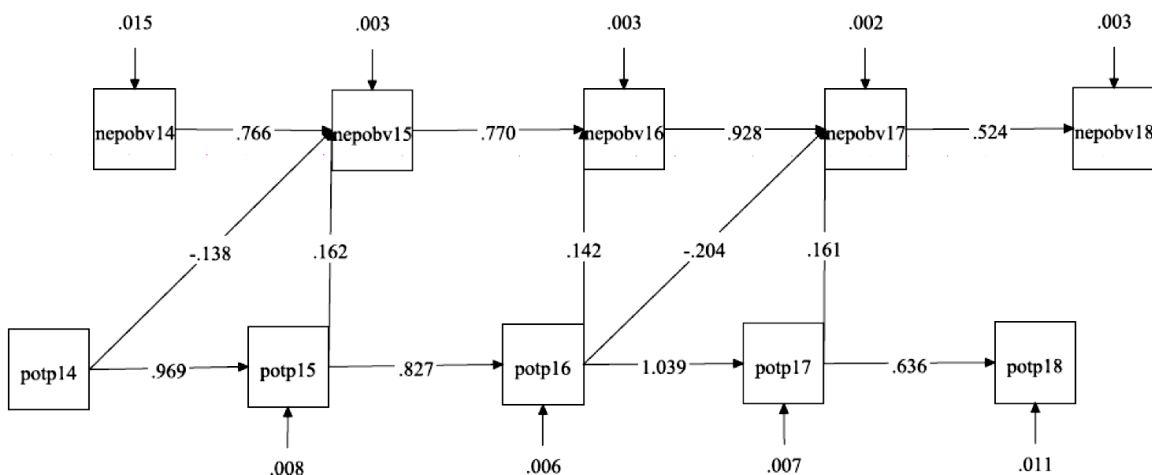 .015 .003 .003 .002 .003
nepobv14 .766 nepobv15 .770 nepobv16 .928 nepobv17 .524 nepobv18
-.138 .162 .142 -.204 .161
potp14 .969 potp15 .827 potp16 1.039 potp17 .636 potp18
.008 .006 .007 .011